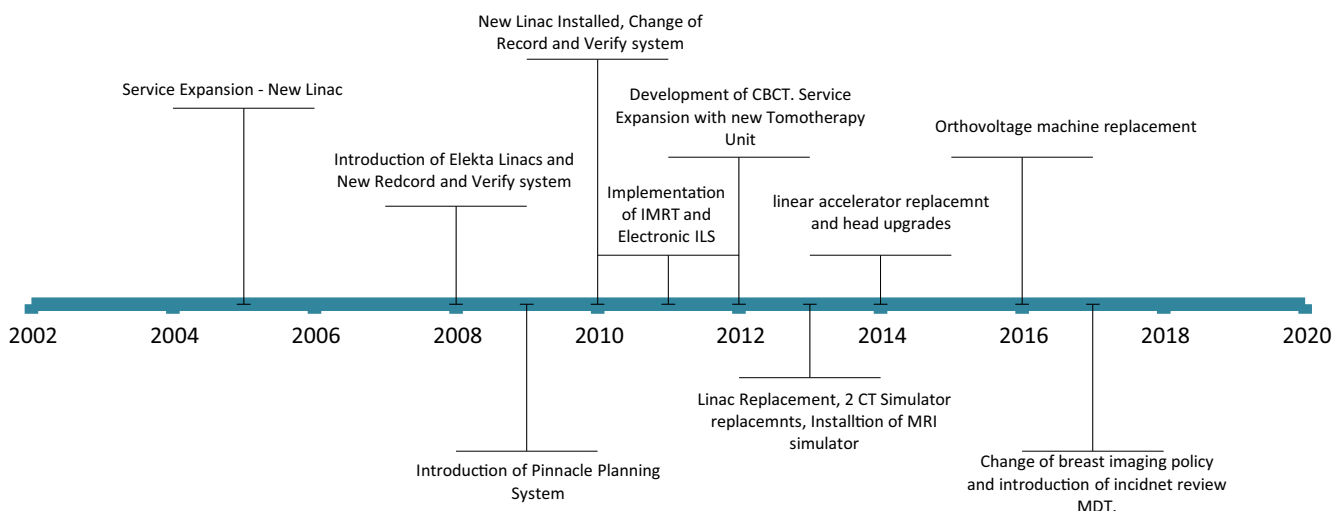 New Linac Installed, Change of
Record and Verify system
Service Expansion - New Linac
Development of CBCT. Service
Expansion with new Tomotherapy
Unit
Orthovoltage machine replacement
Introduction of Elekta Linacs and
New Redcord and Verify system
Implementation
of IMRT and
Electronic ILS
linear accelerator replacemnt
and head upgrades
2002 2004 2006 2008 2010 2012 2014 2016 2018 2020
Linac Replacement, 2 CT Simulator
replacemnts, Installtion of MRI
simulator
Introduction of Pinnacle Planning
System
Change of breast imaging policy
and introduction of incidnet review
MDT.